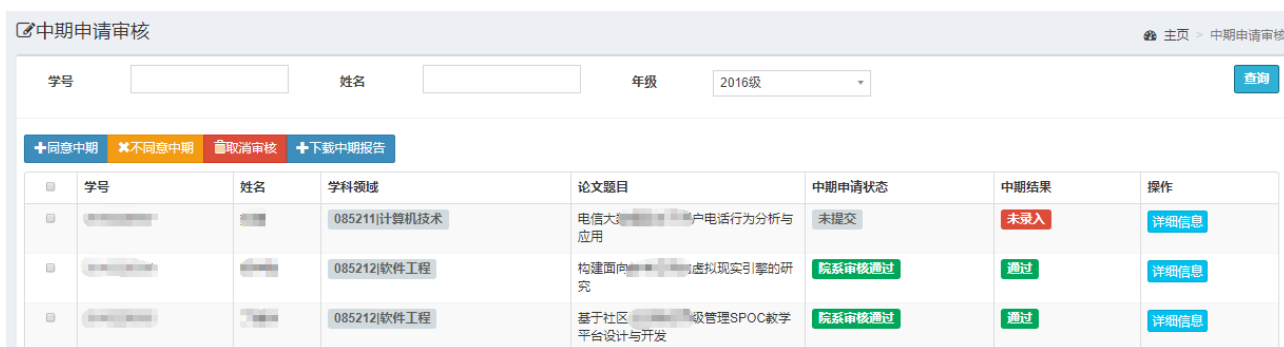 中期申请审核
主页 > 中期申请审核
学号 姓名 年级 2016级 查询
同意中期 不同意中期 取消审核 下载中期报告
学号 姓名 学科领域 论文题目 中期申请状态 中期结果 操作
085211|计算机技术 电信大 户电话行为分析与 未提交 未录入 详细信息
应用
085212|软件工程 构建面向 虚拟现实引擎的研 院系审核通过 通过 详细信息
究
085212|软件工程 基于社区 级管理SPOC教学 院系审核通过 通过 详细信息
平台设计与开发